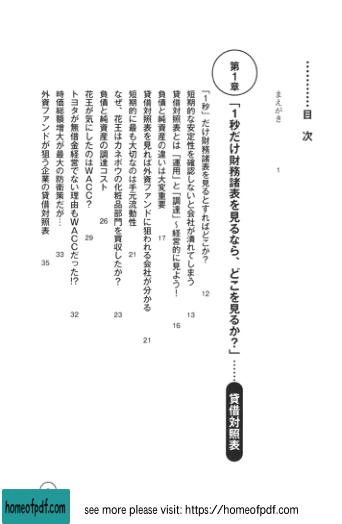 目次
まえがき 1
第1章 「1秒だけ財務諸表を見るなら、どこを見るか?」…… 貸借対照表
「1秒」だけ財務諸表を見るとすればどこか? 12
短期的な安定性を確認しないと会社が潰れてしまう 13
貸借対照表とは「運用」と「調達」〜経営的に見よう! 16
負債と純資産の違いは大変重要 17
貸借対照表を見れば外資ファンドに狙われる会社が分かる 21
短期的に最も大切なのは手元流動性 21
なぜ、花王はカネボウの化粧品部門を買収したか? 23
負債と純資産の調達コスト 26
花王が気にしたのはWACC? 29
トヨタが無借金経営でない理由もWACCだった!? 32
時価総額増大が最大の防衛策だが… 33
外資ファンドが狙う企業の貸借対照表 35
homeofpdf.com
see more please visit: https://homeofpdf.com